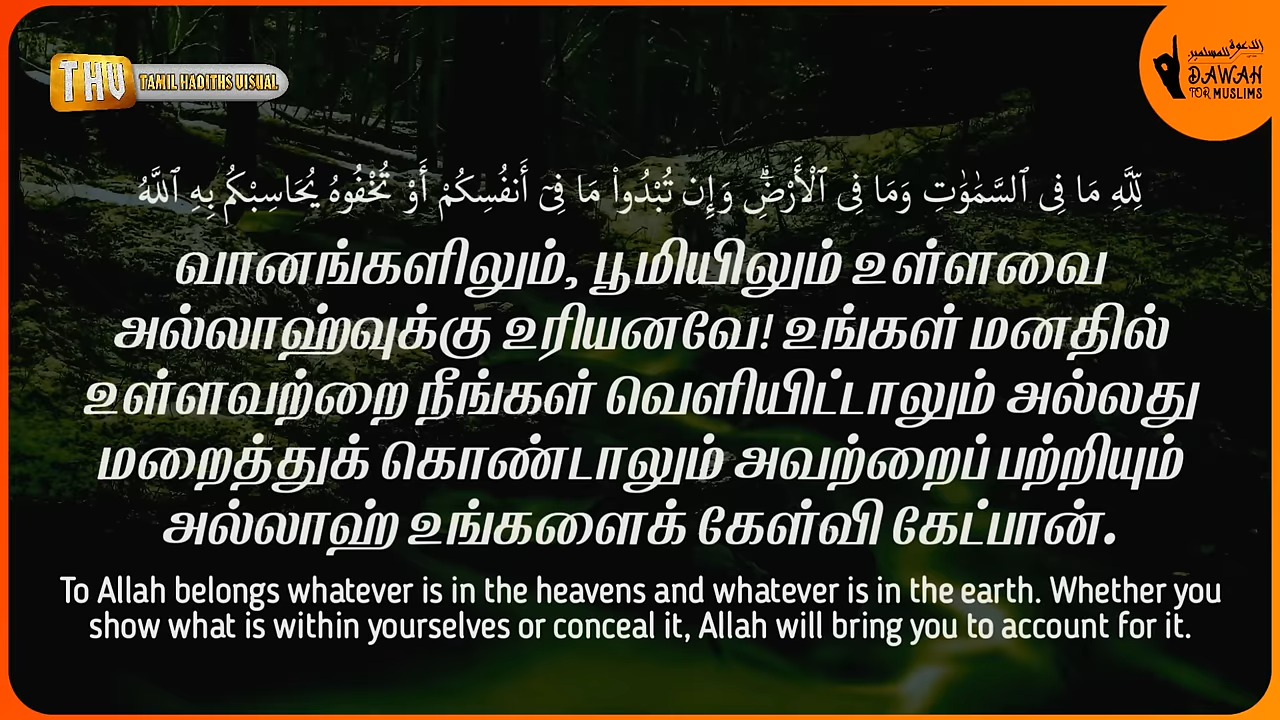 THV TAMIL HADITHS VISUAL
الدعوة للمسلمين
DAWAH
FOR MUSLIMS
لِّلَّهِ مَا فِى ٱلسَّمَٰوَٰتِ وَمَا فِى ٱلْأَرْضِ ۗ وَإِن تُبْدُوا۟ مَا فِىٓ أَنفُسِكُمْ أَوْ تُخْفُوهُ يُحَاسِبْكُم بِهِ ٱللَّهُ
வானங்களிலும், பூமியிலும் உள்ளவை
அல்லாஹ்வுக்கு உரியனவே! உங்கள் மனதில்
உள்ளவற்றை நீங்கள் வெளியிட்டாலும் அல்லது
மறைத்துக் கொண்டாலும் அவற்றைப் பற்றியும்
அல்லாஹ் உங்களைக் கேள்வி கேட்பான்.
To Allah belongs whatever is in the heavens and whatever is in the earth. Whether you
show what is within yourselves or conceal it, Allah will bring you to account for it.